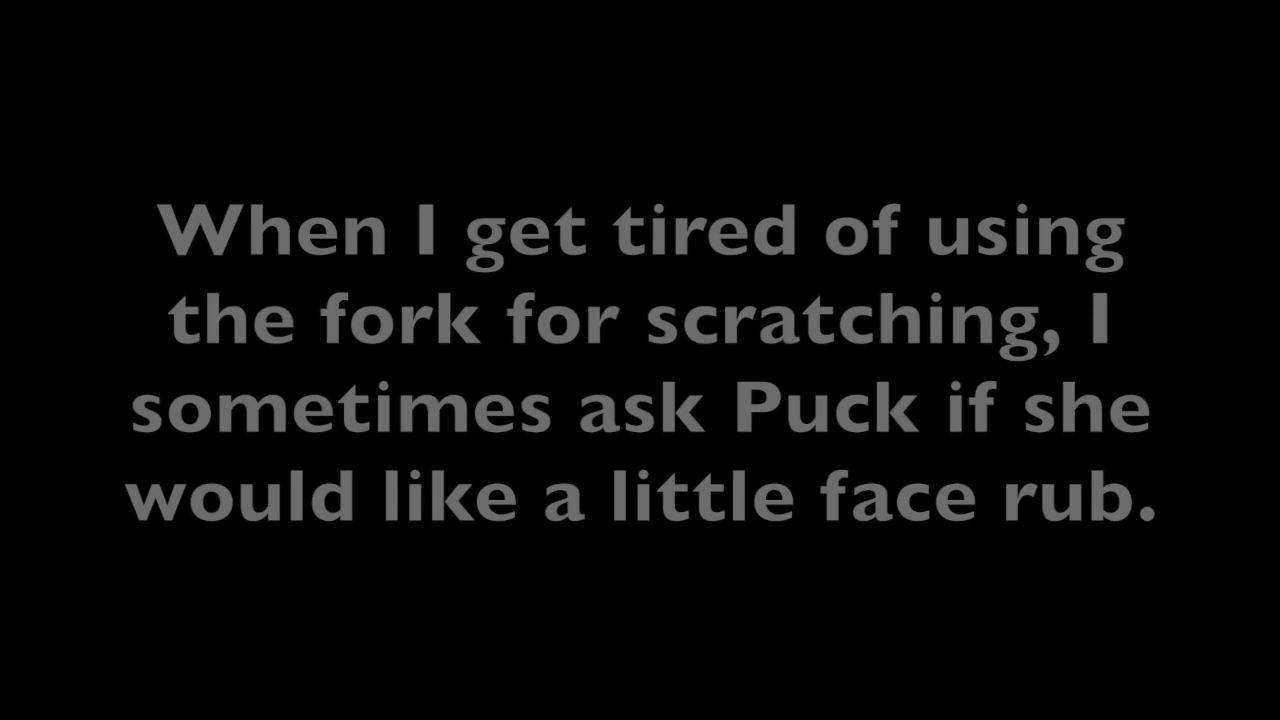 When I get tired of using
the fork for scratching, I
sometimes ask Puck if she
would like a little face rub.